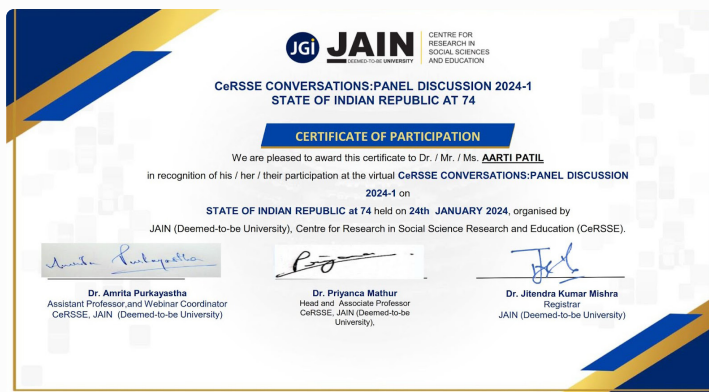 JGi JAIN
DEEMED-TO-BE UNIVERSITY
CENTRE FOR
RESEARCH IN
SOCIAL SCIENCES
AND EDUCATION
CeRSSE CONVERSATIONS:PANEL DISCUSSION 2024-1
STATE OF INDIAN REPUBLIC AT 74
CERTIFICATE OF PARTICIPATION
We are pleased to award this certificate to Dr. / Mr. / Ms. AARTI PATIL
in recognition of his / her / their participation at the virtual CeRSSE CONVERSATIONS:PANEL DISCUSSION
2024-1 on
STATE OF INDIAN REPUBLIC at 74 held on 24th JANUARY 2024, organised by
JAIN (Deemed-to-be University), Centre for Research in Social Science Research and Education (CeRSSE).
Amrita Purkayastha
Dr. Amrita Purkayastha
Assistant Professor,and Webinar Coordinator
CeRSSE, JAIN (Deemed-to-be University)
Dr. Priyanca Mathur
Head and Associate Professor
CeRSSE, JAIN (Deemed-to-be
University),
Dr. Jitendra Kumar Mishra
Registrar
JAIN (Deemed-to-be University)